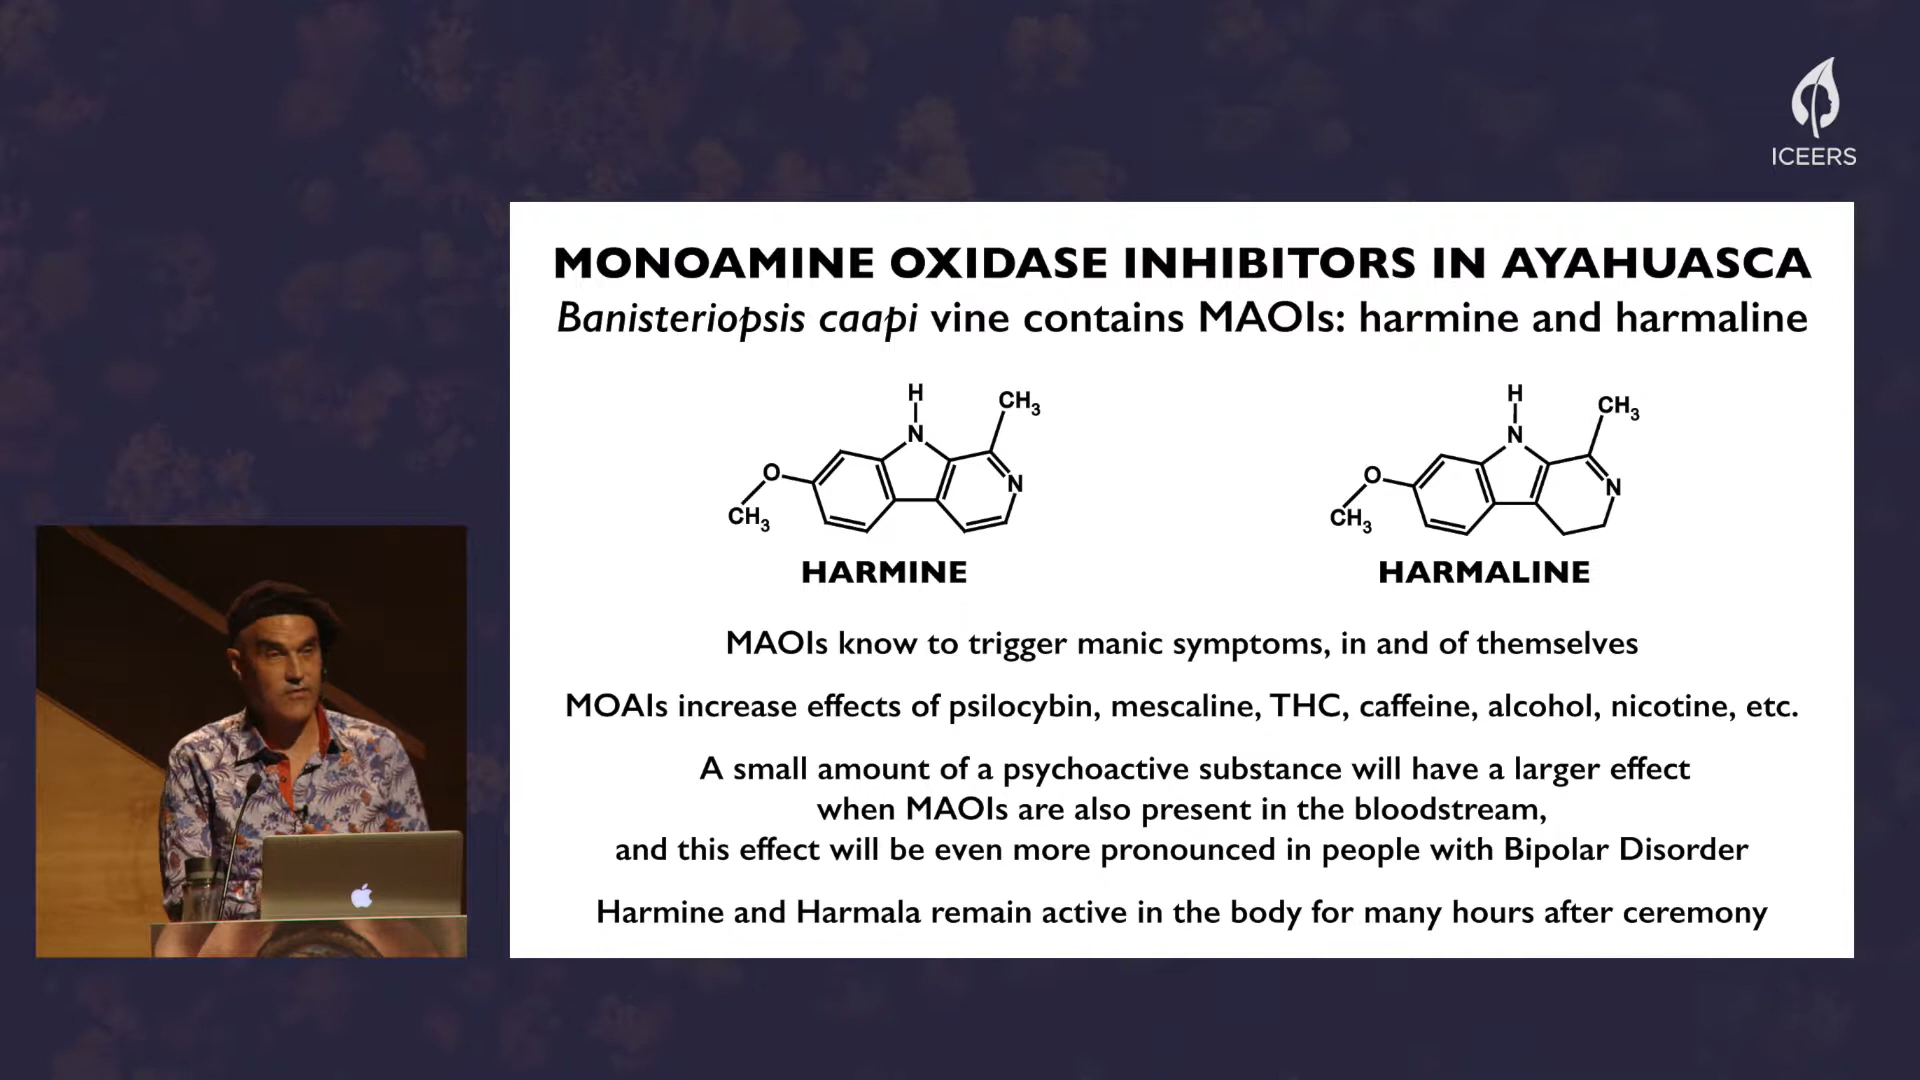 ICEERS
MONOAMINE OXIDASE INHIBITORS IN AYAHUASCA
Banisteriopsis caapi vine contains MAOIs: harmine and harmaline
H
N
CH3
O
N
CH3
HARMINE
H
N
CH3
O
N
CH3
HARMALINE
MAOIs know to trigger manic symptoms, in and of themselves
MOAIs increase effects of psilocybin, mescaline, THC, caffeine, alcohol, nicotine, etc.
A small amount of a psychoactive substance will have a larger effect
when MAOIs are also present in the bloodstream,
and this effect will be even more pronounced in people with Bipolar Disorder
Harmine and Harmala remain active in the body for many hours after ceremony